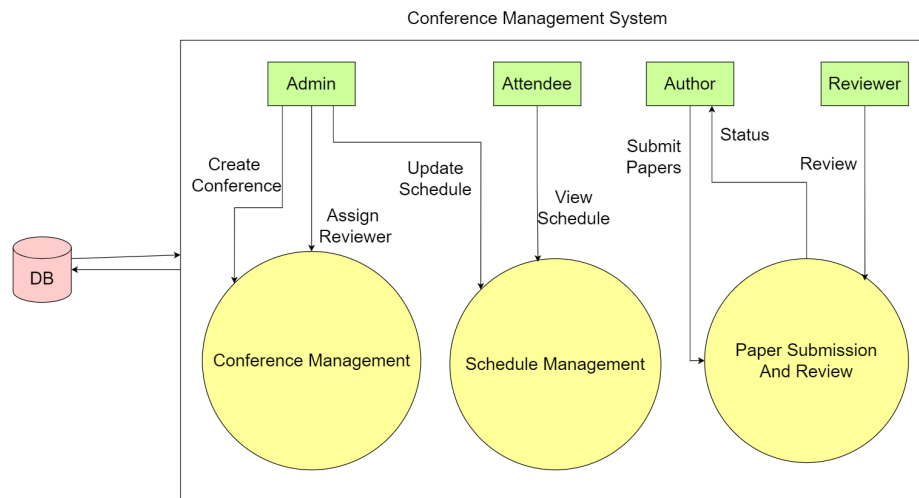 Conference Management System
Admin
Attendee
Author
Reviewer
Create
Conference
Assign
Reviewer
Update
Schedule
View
Schedule
Submit
Papers
Status
Review
DB
Conference Management
Schedule Management
Paper Submission
And Review